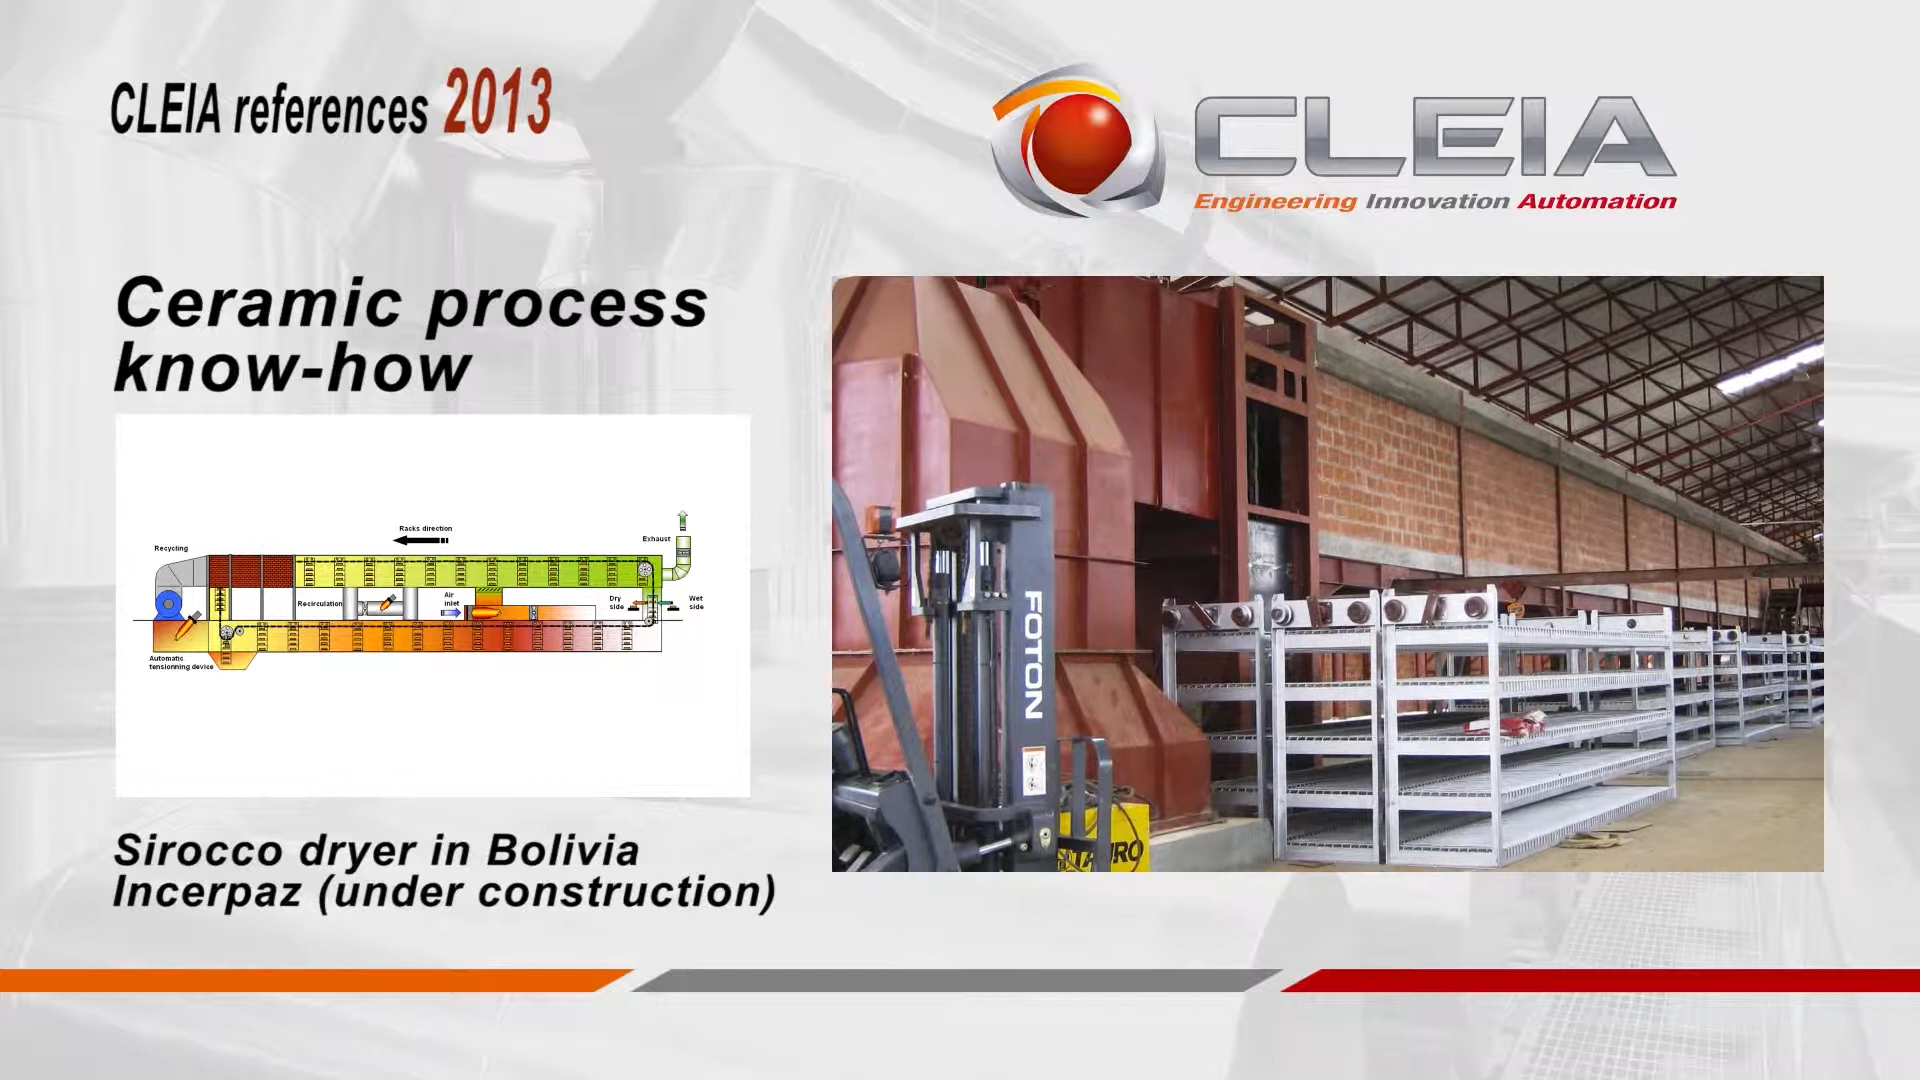 CLEIA references 2013
CLEIA
Engineering Innovation Automation
Ceramic process
know-how
Racks direction
Exhaust
Recycling
Air
inlet
Recirculation
Dry
side
Wet
side
Automatic
tensionning device
FOTON
Sirocco dryer in Bolivia
Incerpaz (under construction)